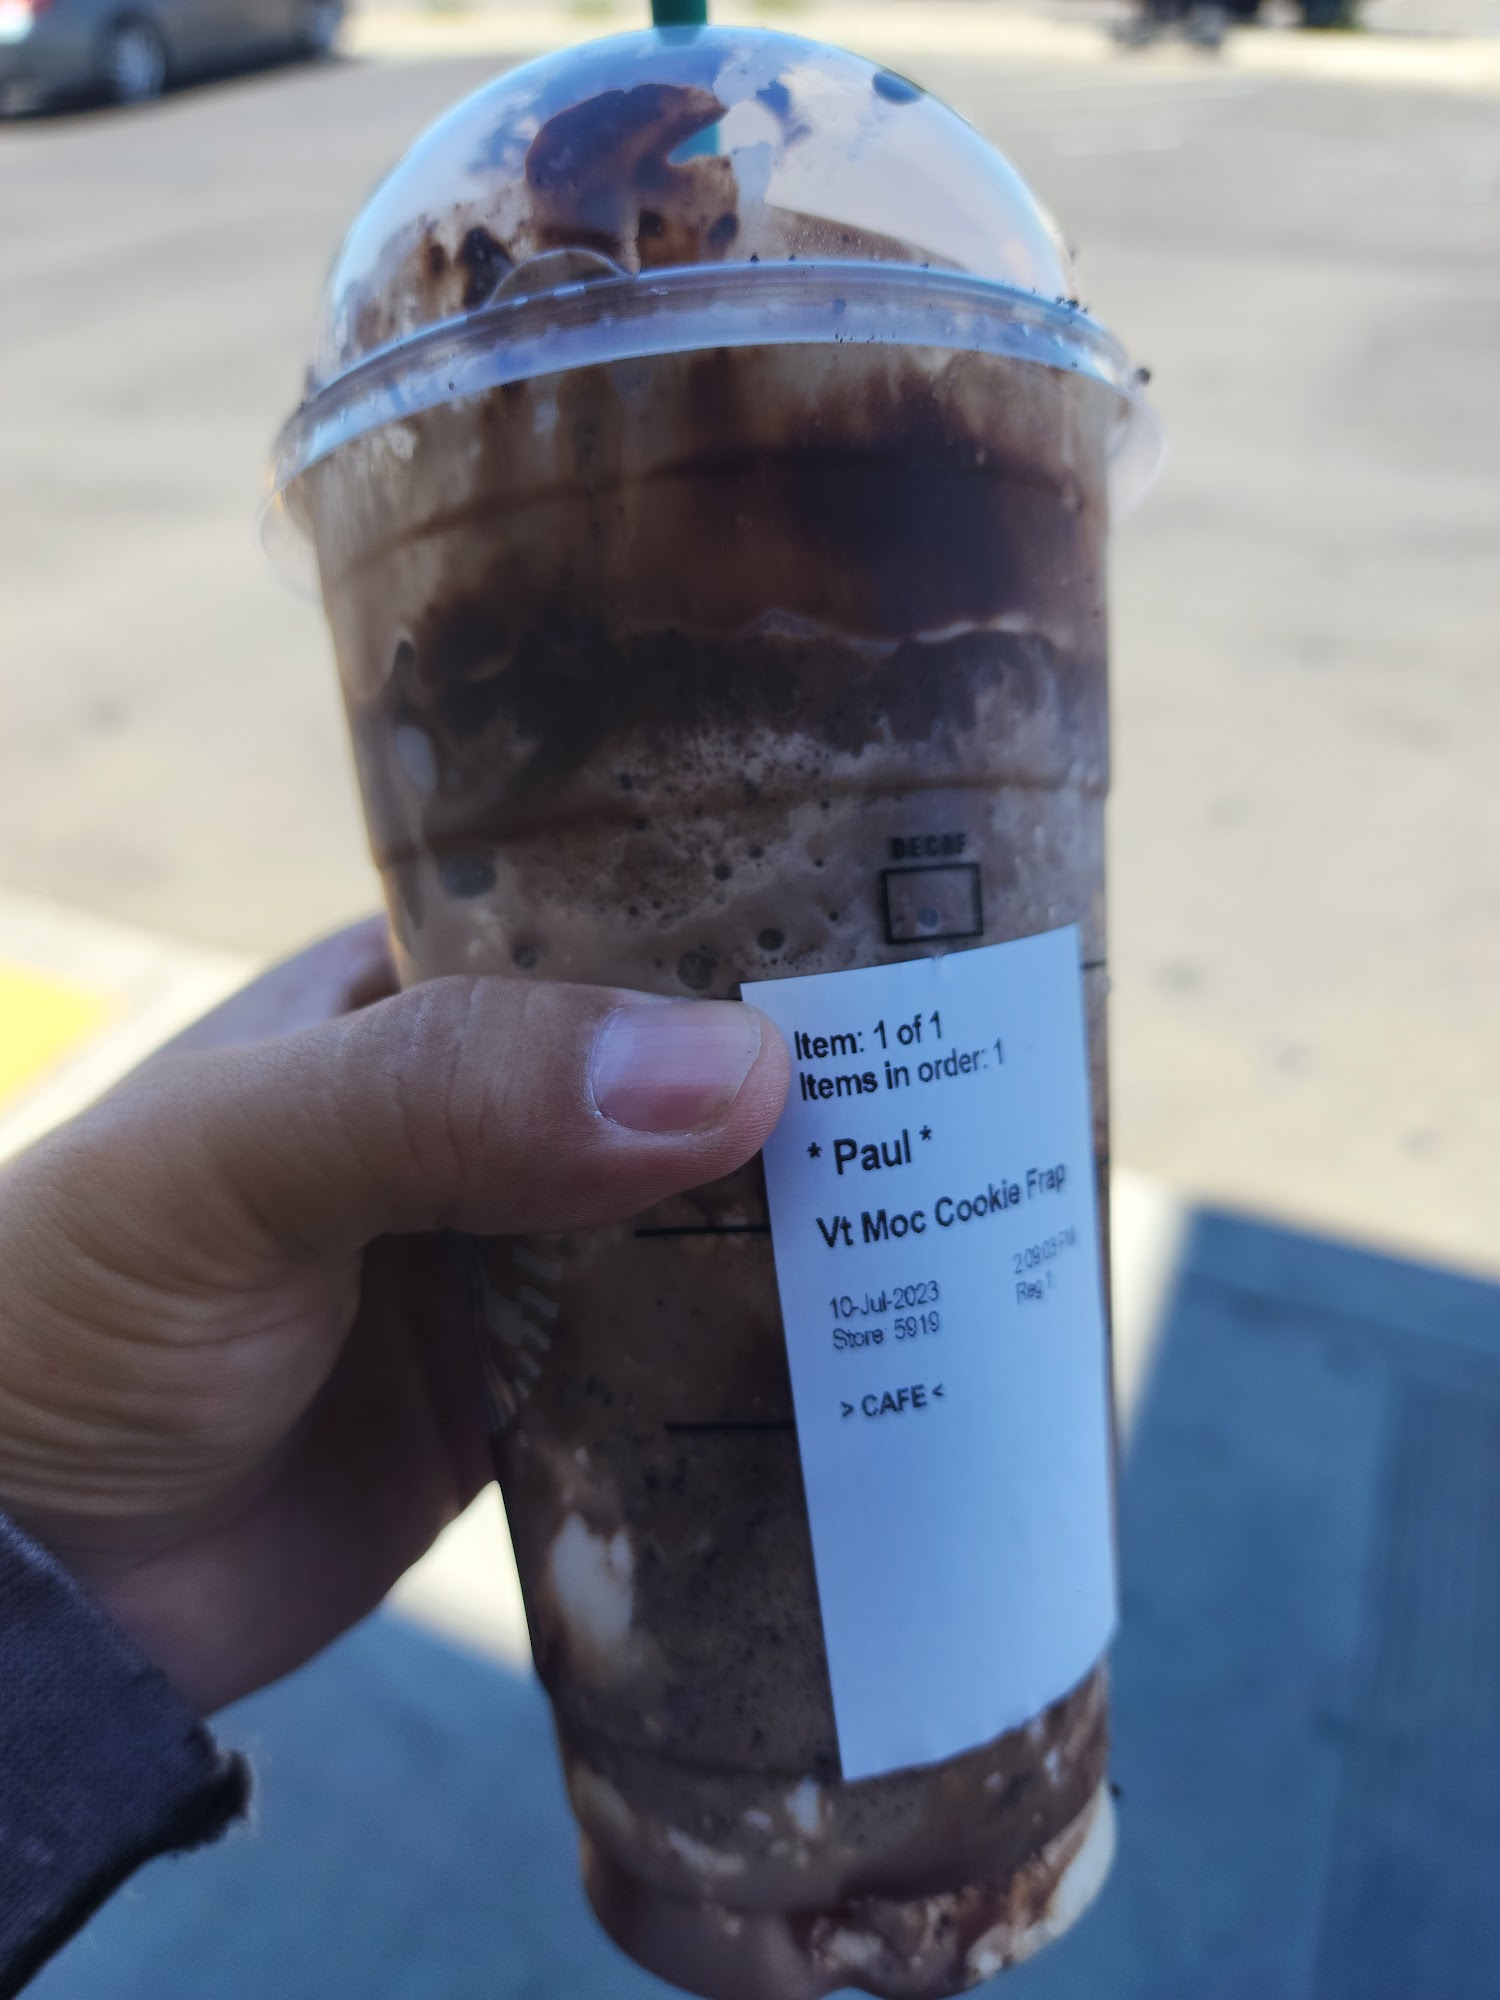 DECAF
Item: 1 of 1
Items in order: 1
* Paul *
Vt Moc Cookie Frap
10-Jul-2023 2:09:03 PM
Store: 5919 Reg 1
> CAFE <